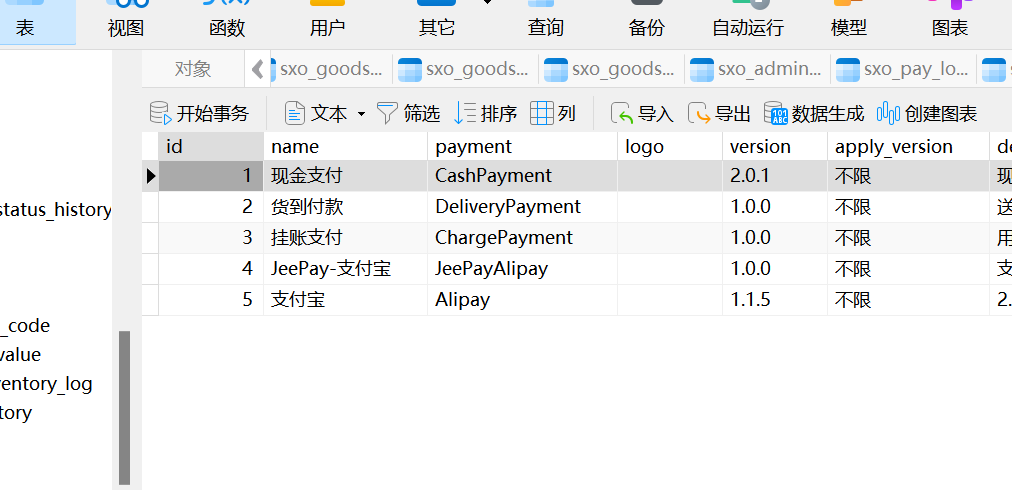 表 视图 函数 用户 其它 查询 备份 自动运行 模型 图表
对象 sxo_goods... sxo_goods... sxo_goods... sxo_admin... sxo_pay_lo...
开始事务 文本 筛选 排序 列 导入 导出 数据生成 创建图表
id name payment logo version apply_version de
1 现金支付 CashPayment 2.0.1 不限 现
2 货到付款 DeliveryPayment 1.0.0 不限 送
3 挂账支付 ChargePayment 1.0.0 不限 用
4 JeePay-支付宝 JeePayAlipay 1.0.0 不限 支
5 支付宝 Alipay 1.1.5 不限 2.
status_history
_code
value
ventory_log
tory